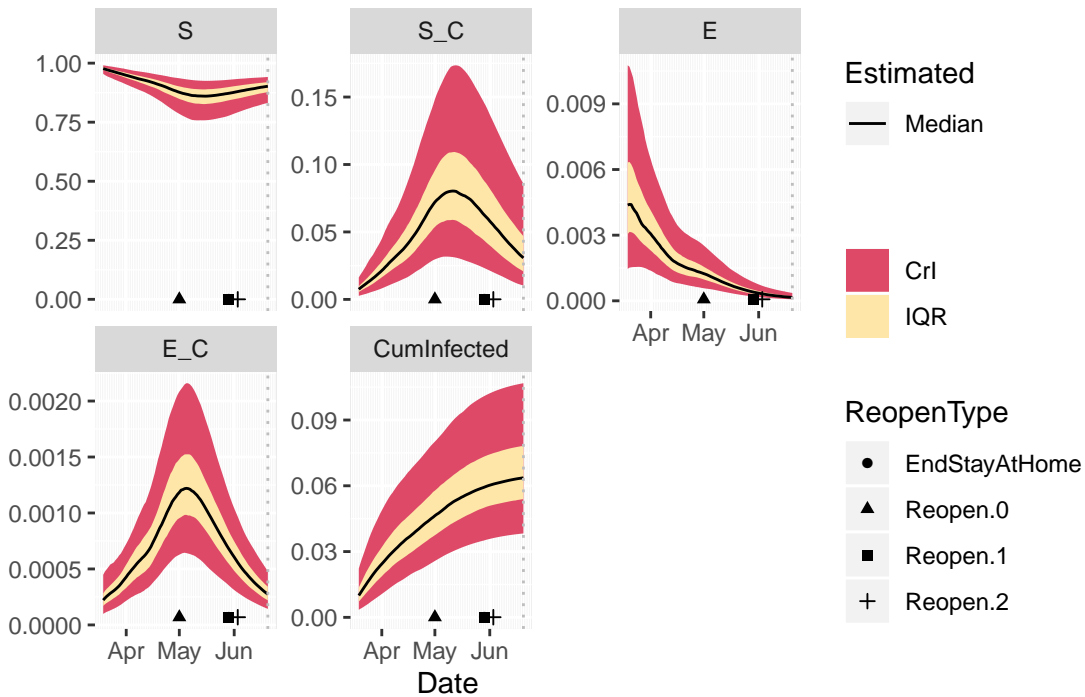 S
S_C
E
1.00
0.75
0.50
0.25
0.00
0.15
0.10
0.05
0.00
0.009
0.006
0.003
0.000
Apr May Jun
E_C
CumInfected
0.0020
0.0015
0.0010
0.0005
0.0000
Apr May Jun
0.09
0.06
0.03
0.00
Apr May Jun
Date
Estimated
Median
CrI
IQR
ReopenType
EndStayAtHome
Reopen.0
Reopen.1
Reopen.2